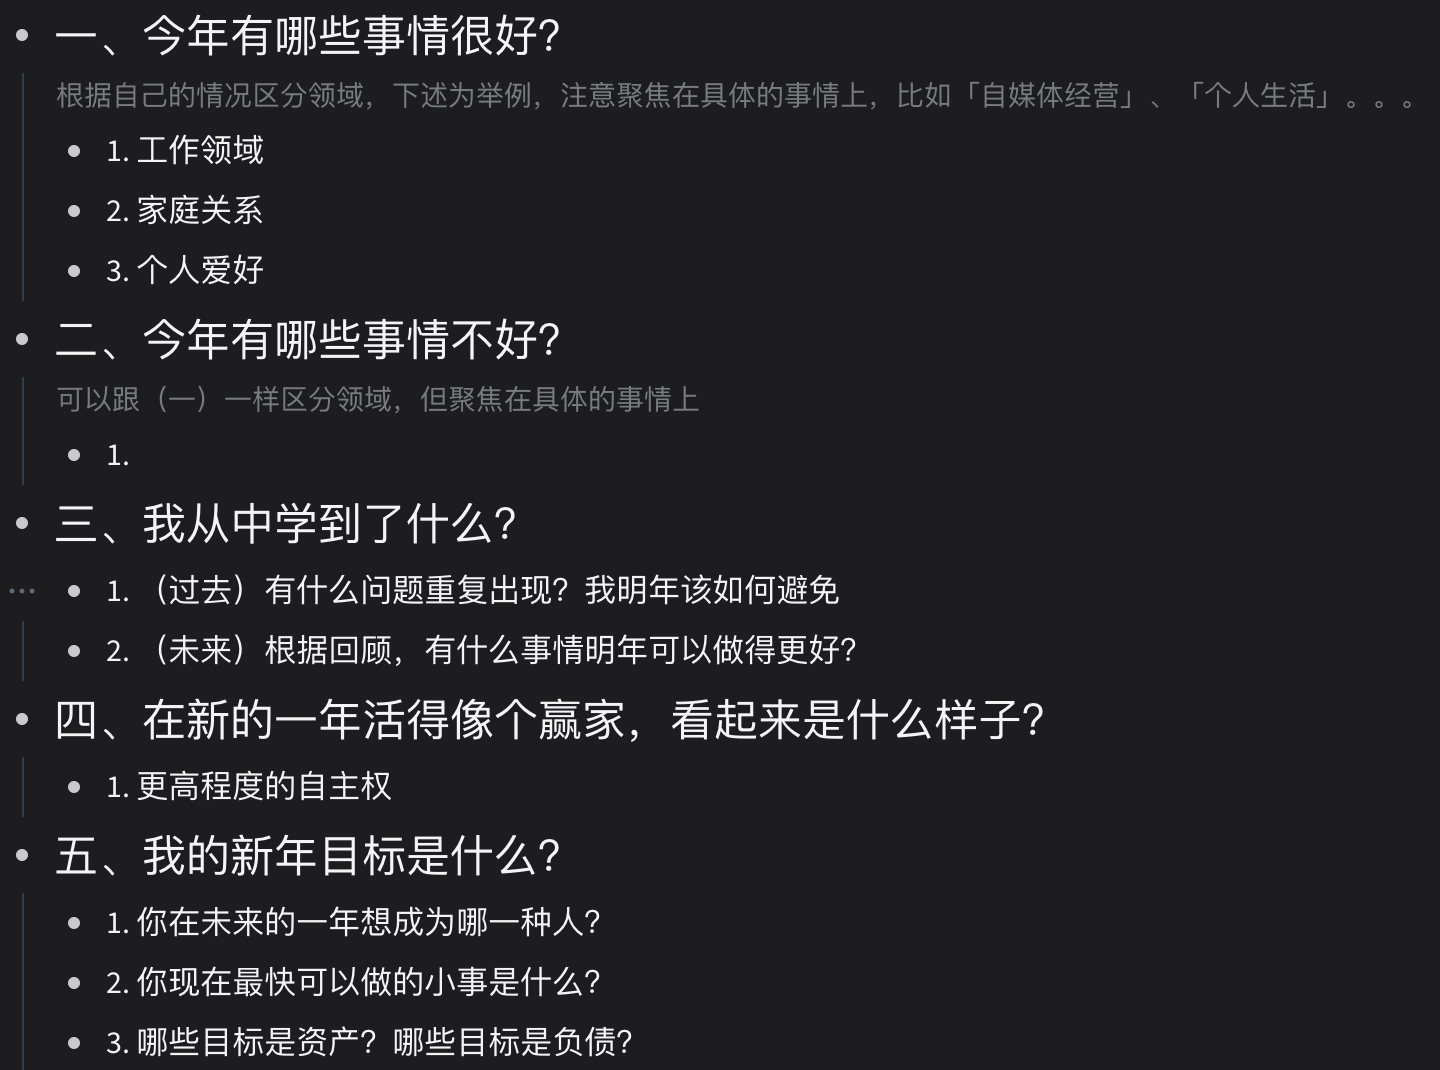 一、今年有哪些事情很好？
根据自己的情况区分领域，下述为举例，注意聚焦在具体的事情上，比如「自媒体经营」、「个人生活」。。。
1. 工作领域
2. 家庭关系
3. 个人爱好
二、今年有哪些事情不好？
可以跟（一）一样区分领域，但聚焦在具体的事情上
1.
三、我从中学到了什么？
1. （过去）有什么问题重复出现？我明年该如何避免
2. （未来）根据回顾，有什么事情明年可以做得更好？
四、在新的一年活得像个赢家，看起来是什么样子？
1. 更高程度的自主权
五、我的新年目标是什么？
1. 你在未来的一年想成为哪一种人？
2. 你现在最快可以做的小事是什么？
3. 哪些目标是资产？哪些目标是负债？